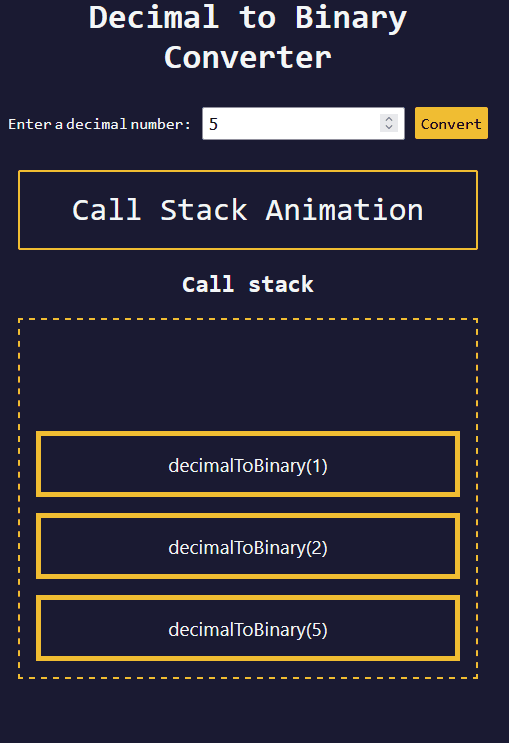 Decimal to Binary
Converter
Enter a decimal number: 5 Convert
Call Stack Animation
Call stack
decimalToBinary(1)
decimalToBinary(2)
decimalToBinary(5)